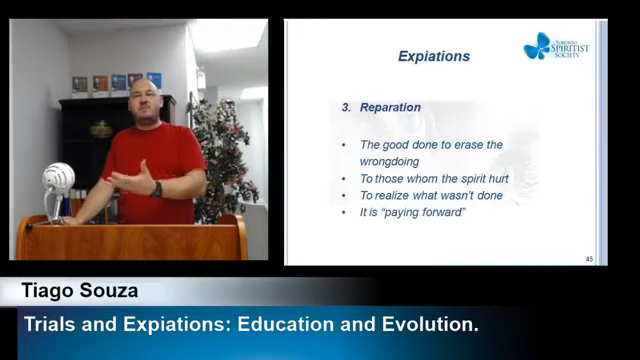 Expiations
TORONTO
SPIRITIST
SOCIETY
3. Reparation
• The good done to erase the
wrongdoing
• To those whom the spirit hurt
• To realize what wasn't done
• It is "paying forward"
45
Tiago Souza
Trials and Expiations: Education and Evolution.